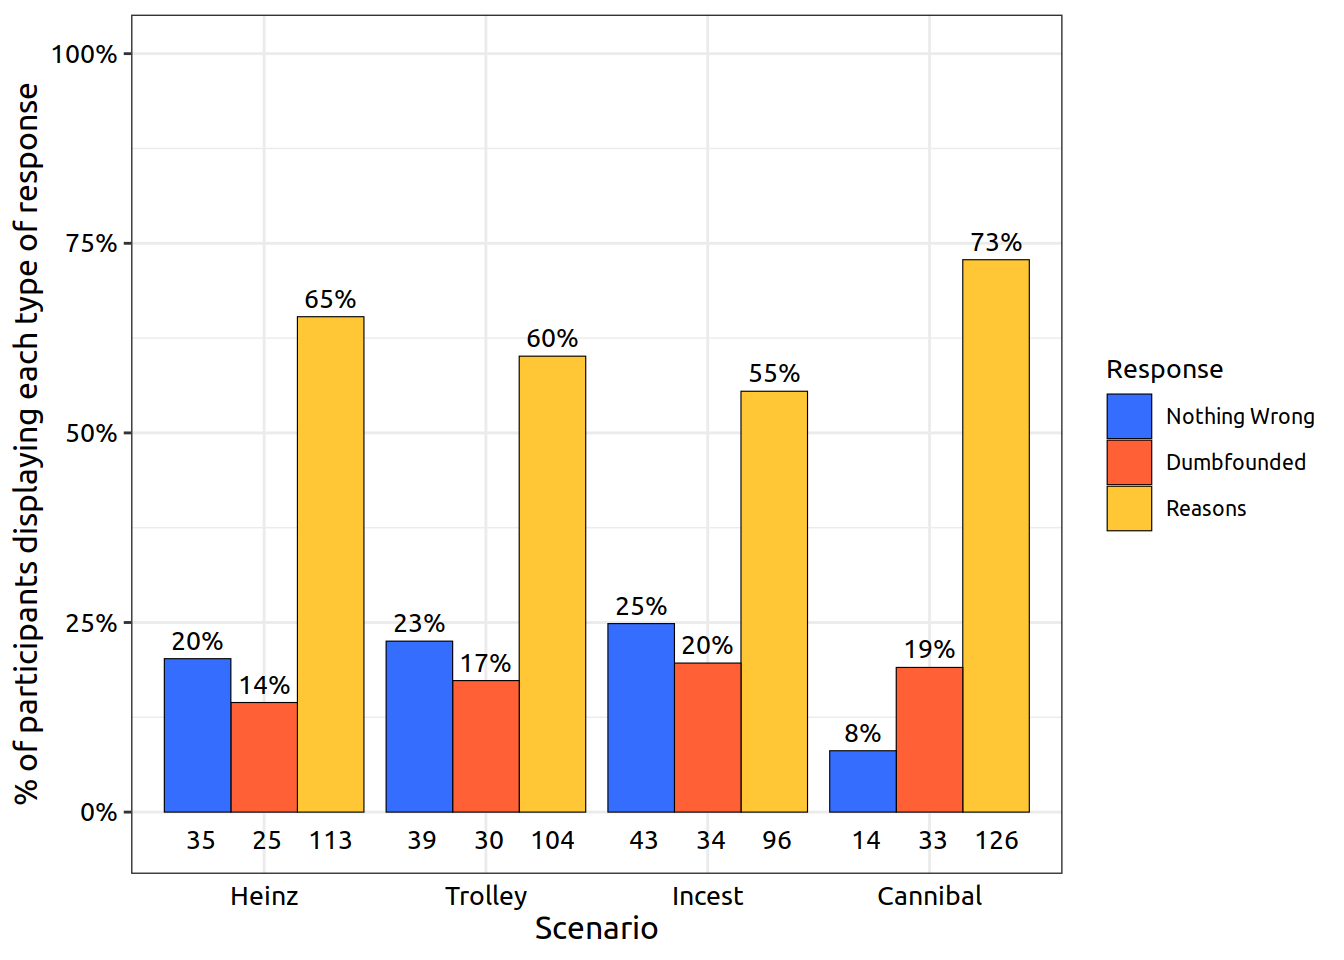 % of participants displaying each type of response
100%
75%
50%
25%
0%
20%
14%
65%
23%
17%
60%
25%
20%
55%
8%
19%
73%
35 25 113 39 30 104 43 34 96 14 33 126
Heinz Trolley Incest Cannibal
Scenario
Response
Nothing Wrong
Dumbfounded
Reasons